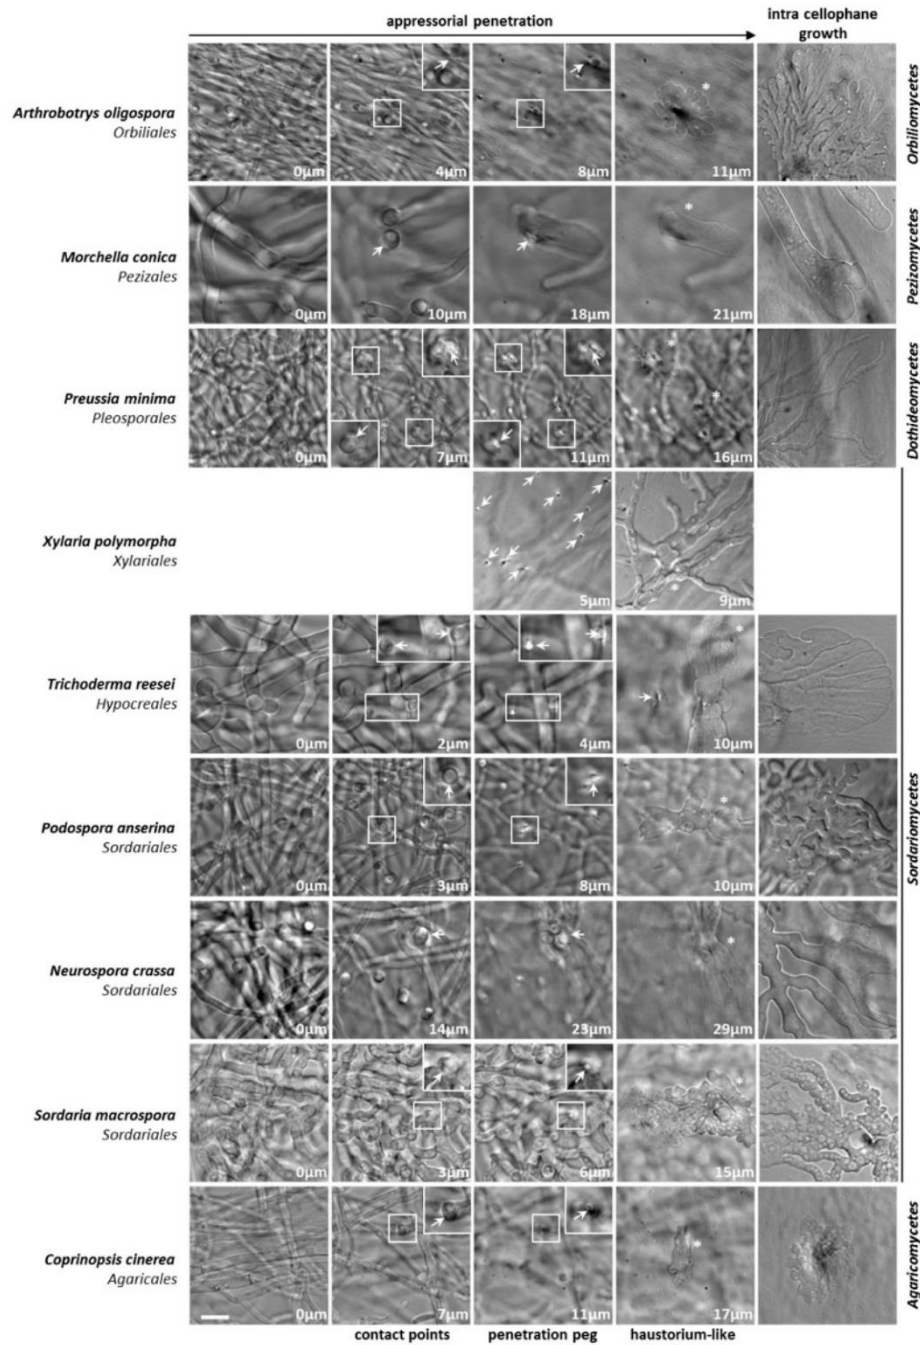 appressorial penetration
intra cellophane
growth
Arthrobotrys oligospora
Orbiliales
0µm
4µm
8µm
11µm
Orbiliomycetes
Morchella conica
Pezizales
0µm
10µm
18µm
21µm
Pezizomycetes
Preussia minima
Pleosporales
0µm
7µm
11µm
16µm
Dothideomycetes
Xylaria polymorpha
Xylariales
5µm
9µm
Trichoderma reesei
Hypocreales
0µm
2µm
4µm
10µm
Podospora anserina
Sordariales
0µm
3µm
8µm
10µm
Sordariomycetes
Neurospora crassa
Sordariales
0µm
14µm
23µm
29µm
Sordaria macrospora
Sordariales
0µm
3µm
6µm
15µm
Coprinopsis cinerea
Agaricales
0µm
7µm
11µm
17µm
Agaricomycetes
contact points
penetration peg
haustorium-like